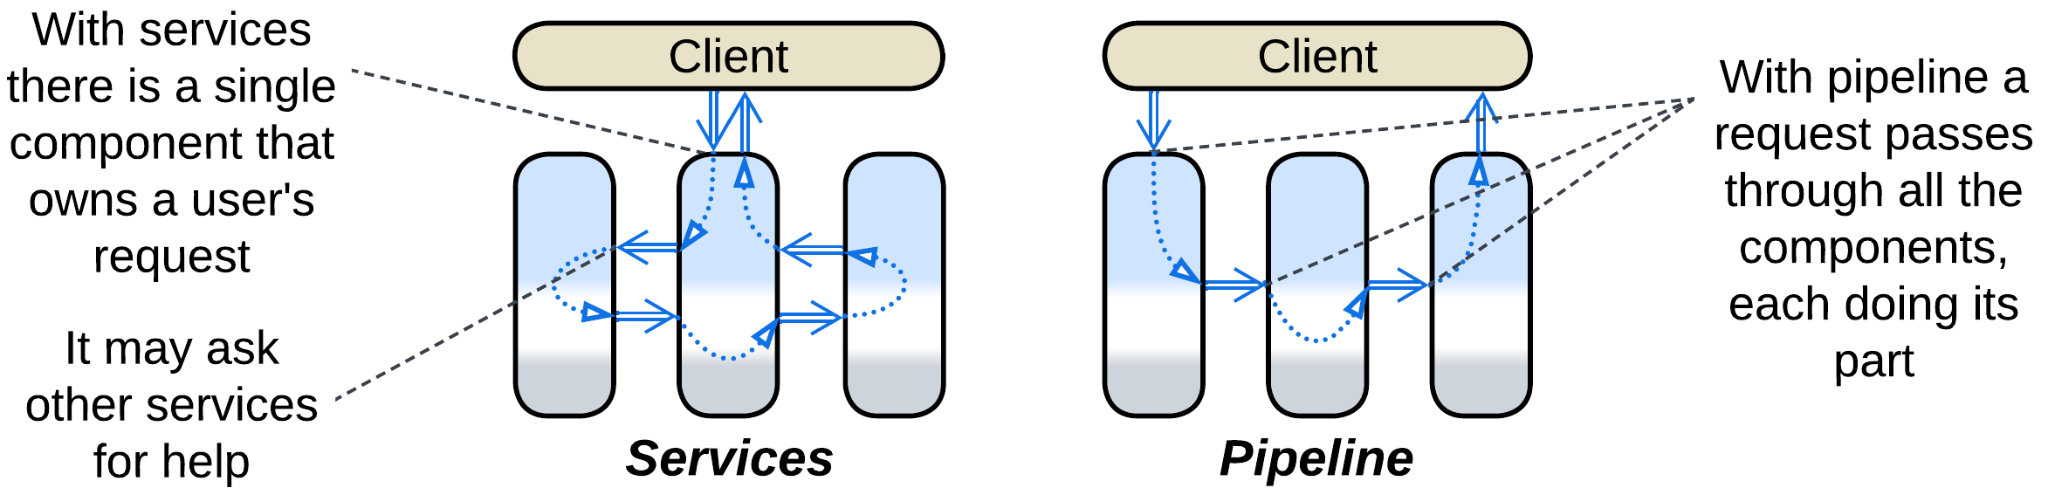 With services
there is a single
component that
owns a user's
request
It may ask
other services
for help
Client
Services
Client
Pipeline
With pipeline a
request passes
through all the
components,
each doing its
part